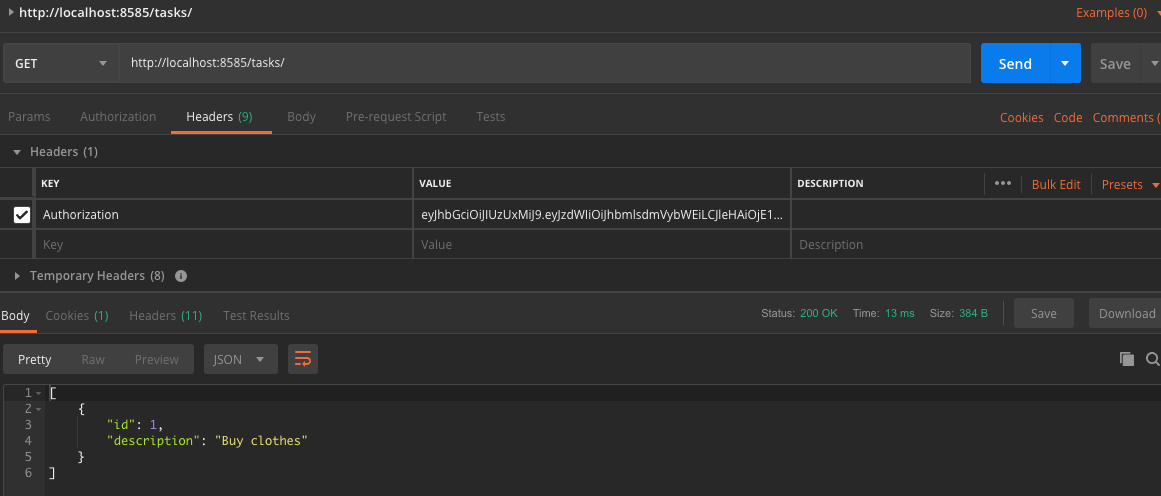 http://localhost:8585/tasks/ Examples (0)
GET http://localhost:8585/tasks/ Send Save
Params Authorization Headers (9) Body Pre-request Script Tests Cookies Code Comments (
Headers (1)
KEY VALUE DESCRIPTION ••• Bulk Edit Presets
Authorization eyJhbGciOiJIUzUxMiJ9.eyJzdWIiOiJhbmlsdmVybWEiLCJleHAiOjE1...
Key Value Description
Temporary Headers (8)
Body Cookies (1) Headers (11) Test Results Status: 200 OK Time: 13 ms Size: 384 B Save Download
Pretty Raw Preview JSON
1 [
2 {
3 "id": 1,
4 "description": "Buy clothes"
5 }
6 ]